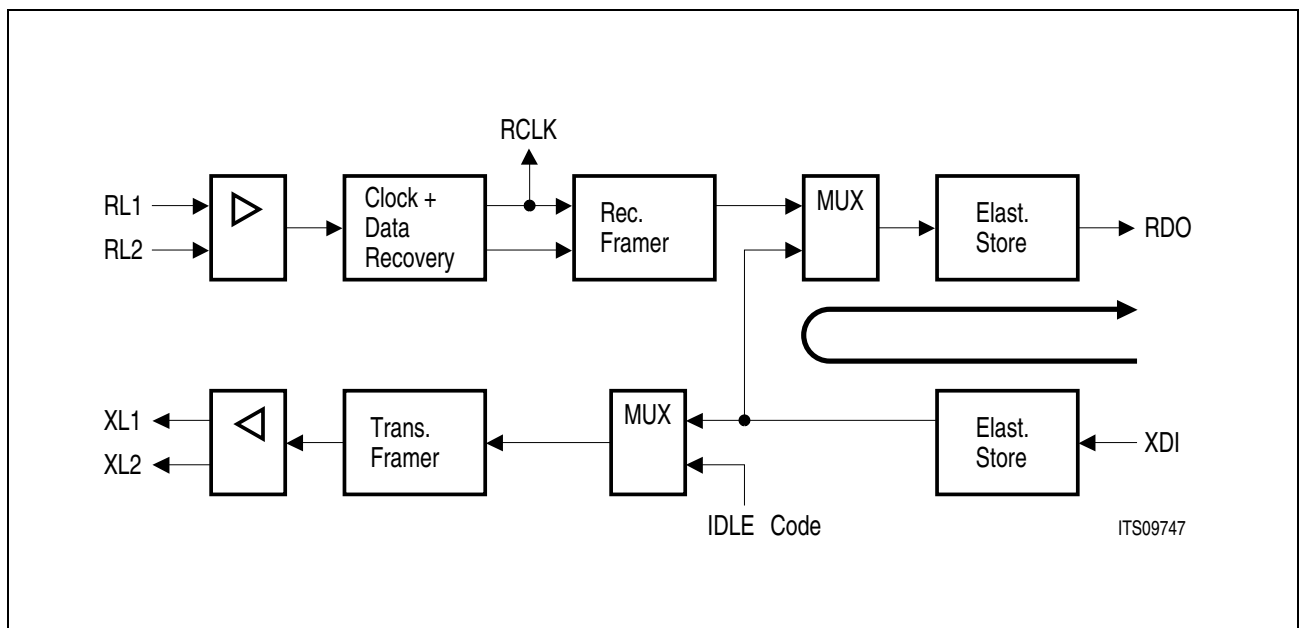 RCLK
RL1
RL2
Clock +
Data
Recovery
Rec.
Framer
MUX
Elast.
Store
RDO
XL1
XL2
Trans.
Framer
MUX
Elast.
Store
XDI
IDLE Code
ITS09747